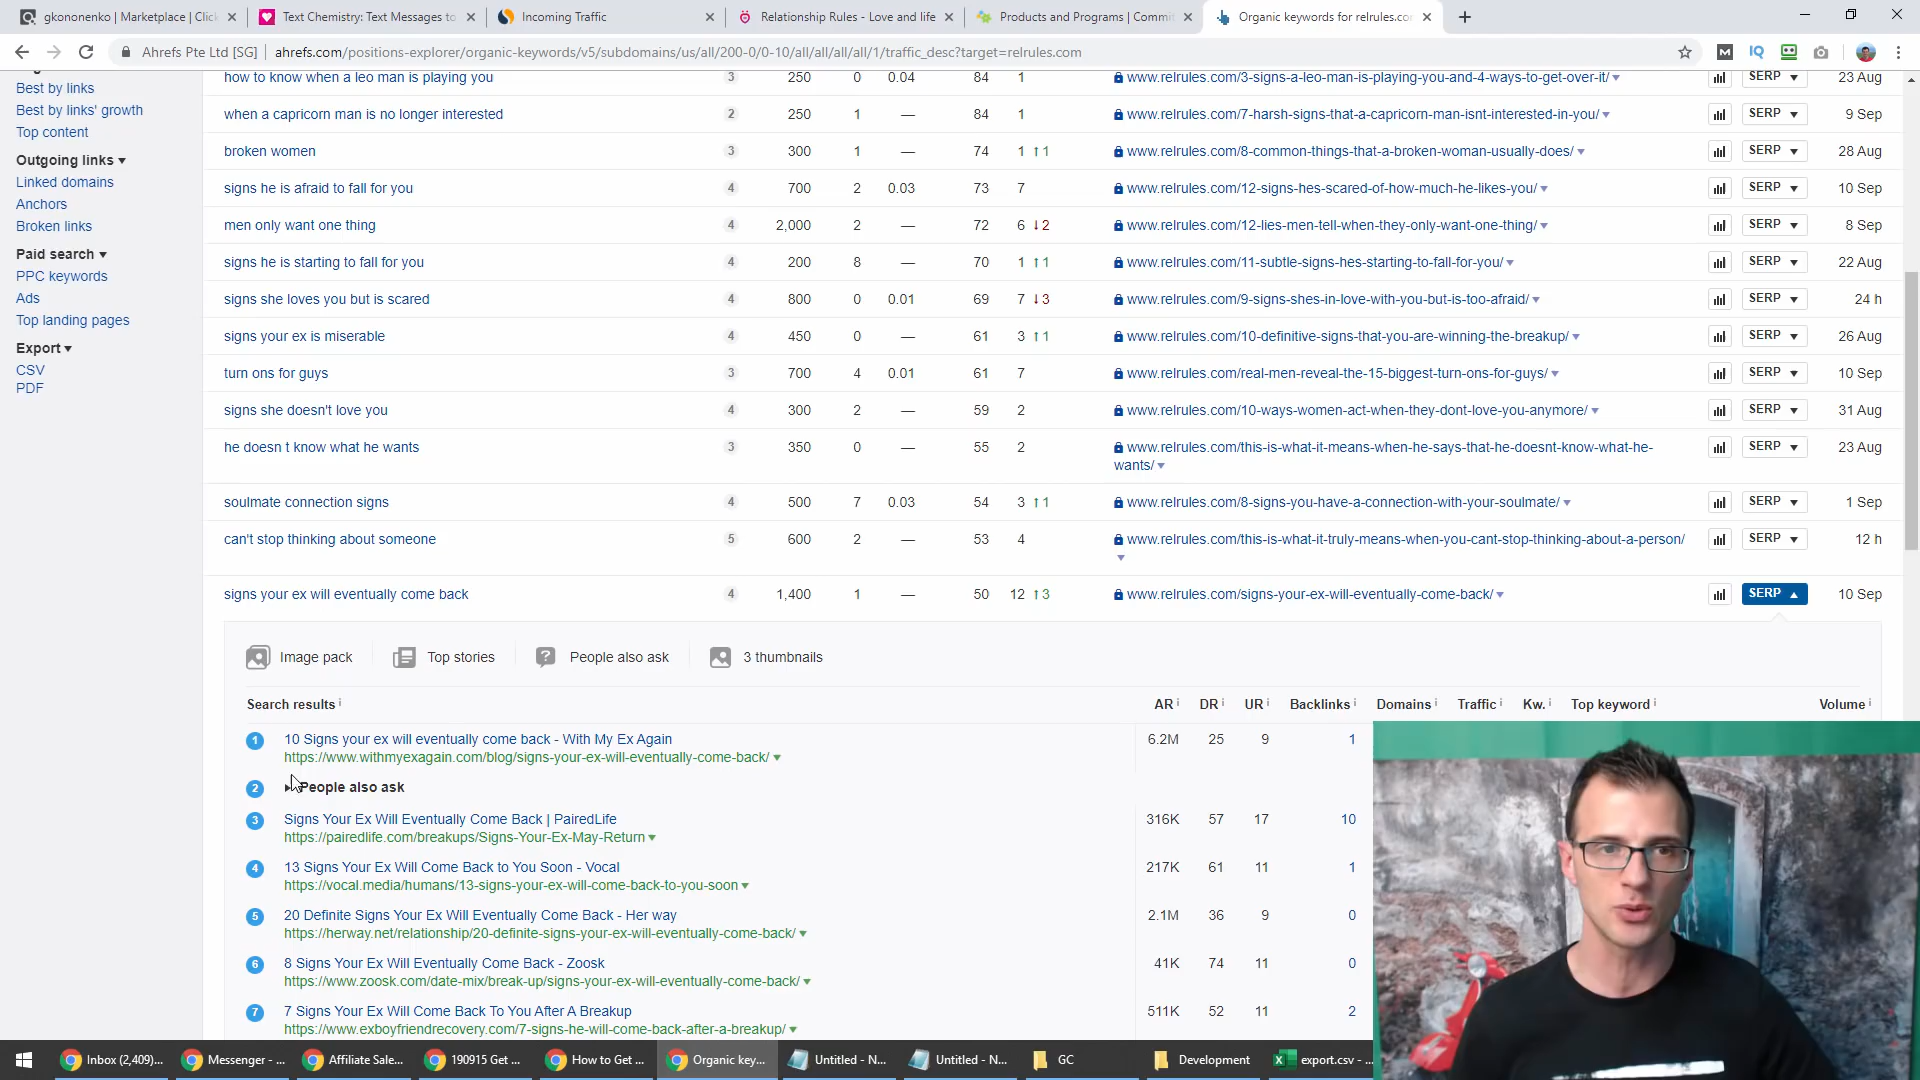 gkononenko | Marketplace | Click
Text Chemistry: Text Messages to
Incoming Traffic
Relationship Rules - Love and life
Products and Programs | Commit
Organic keywords for relrules.co
Ahrefs Pte Ltd [SG] | ahrefs.com/positions-explorer/organic-keywords/v5/subdomains/us/all/200-0/0-10/all/all/all/all/1/traffic_desc?target=relrules.com
Best by links
Best by links' growth
Top content
Outgoing links
Linked domains
Anchors
Broken links
Paid search
PPC keywords
Ads
Top landing pages
Export
CSV
PDF
how to know when a leo man is playing you 3 250 0 0.04 84 1 www.relrules.com/3-signs-a-leo-man-is-playing-you-and-4-ways-to-get-over-it/ SERP 23 Aug
when a capricorn man is no longer interested 2 250 1 — 84 1 www.relrules.com/7-harsh-signs-that-a-capricorn-man-isnt-interested-in-you/ SERP 9 Sep
broken women 3 300 1 — 74 1 ↑1 www.relrules.com/8-common-things-that-a-broken-woman-usually-does/ SERP 28 Aug
signs he is afraid to fall for you 4 700 2 0.03 73 7 www.relrules.com/12-signs-hes-scared-of-how-much-he-likes-you/ SERP 10 Sep
men only want one thing 4 2,000 2 — 72 6 ↓2 www.relrules.com/12-lies-men-tell-when-they-only-want-one-thing/ SERP 8 Sep
signs he is starting to fall for you 4 200 8 — 70 1 ↑1 www.relrules.com/11-subtle-signs-hes-starting-to-fall-for-you/ SERP 22 Aug
signs she loves you but is scared 4 800 0 0.01 69 7 ↓3 www.relrules.com/9-signs-shes-in-love-with-you-but-is-too-afraid/ SERP 24 h
signs your ex is miserable 4 450 0 — 61 3 ↑1 www.relrules.com/10-definitive-signs-that-you-are-winning-the-breakup/ SERP 26 Aug
turn ons for guys 3 700 4 0.01 61 7 www.relrules.com/real-men-reveal-the-15-biggest-turn-ons-for-guys/ SERP 10 Sep
signs she doesn't love you 4 300 2 — 59 2 www.relrules.com/10-ways-women-act-when-they-dont-love-you-anymore/ SERP 31 Aug
he doesn t know what he wants 3 350 0 — 55 2 www.relrules.com/this-is-what-it-means-when-he-says-that-he-doesnt-know-what-he-
wants/ SERP 23 Aug
soulmate connection signs 4 500 7 0.03 54 3 ↑1 www.relrules.com/8-signs-you-have-a-connection-with-your-soulmate/ SERP 1 Sep
can't stop thinking about someone 5 600 2 — 53 4 www.relrules.com/this-is-what-it-truly-means-when-you-cant-stop-thinking-about-a-person/ SERP 12 h
signs your ex will eventually come back 4 1,400 1 — 50 12 ↑3 www.relrules.com/signs-your-ex-will-eventually-come-back/ SERP 10 Sep
Image pack Top stories People also ask 3 thumbnails
Search results AR DR UR Backlinks Domains Traffic Kw. Top keyword Volume
1 10 Signs your ex will eventually come back - With My Ex Again 6.2M 25 9 1
https://www.withmyexagain.com/blog/signs-your-ex-will-eventually-come-back/
2 People also ask
3 Signs Your Ex Will Eventually Come Back | PairedLife 316K 57 17 10
https://pairedlife.com/breakups/Signs-Your-Ex-May-Return
4 13 Signs Your Ex Will Come Back to You Soon - Vocal 217K 61 11 1
https://vocal.media/humans/13-signs-your-ex-will-come-back-to-you-soon
5 20 Definite Signs Your Ex Will Eventually Come Back - Her way 2.1M 36 9 0
https://herway.net/relationship/20-definite-signs-your-ex-will-eventually-come-back/
6 8 Signs Your Ex Will Eventually Come Back - Zoosk 41K 74 11 0
https://www.zoosk.com/date-mix/break-up/signs-your-ex-will-eventually-come-back/
7 7 Signs Your Ex Will Come Back To You After A Breakup 511K 52 11 2
https://www.exboyfriendrecovery.com/7-signs-he-will-come-back-after-a-breakup/
Inbox (2,409)...
Messenger - ...
Affiliate Sale...
190915 Get ...
How to Get ...
Organic key...
Untitled - N...
Untitled - N...
GC
Development
export.csv - ...